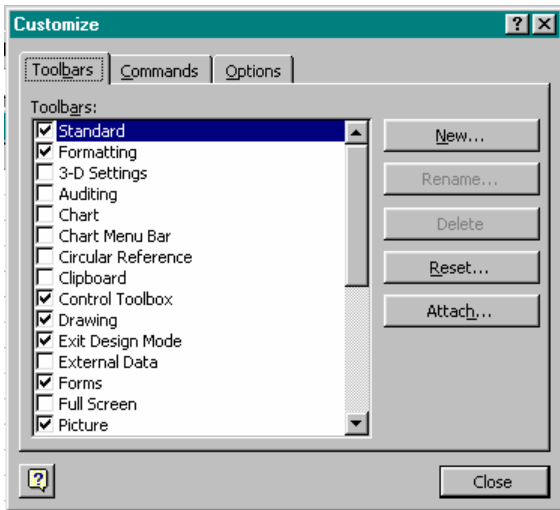 Customize
Toolbars Commands Options
Toolbars:
Standard
Formatting
3-D Settings
Auditing
Chart
Chart Menu Bar
Circular Reference
Clipboard
Control Toolbox
Drawing
Exit Design Mode
External Data
Forms
Full Screen
Picture
New...
Rename...
Delete
Reset...
Attach...
Close